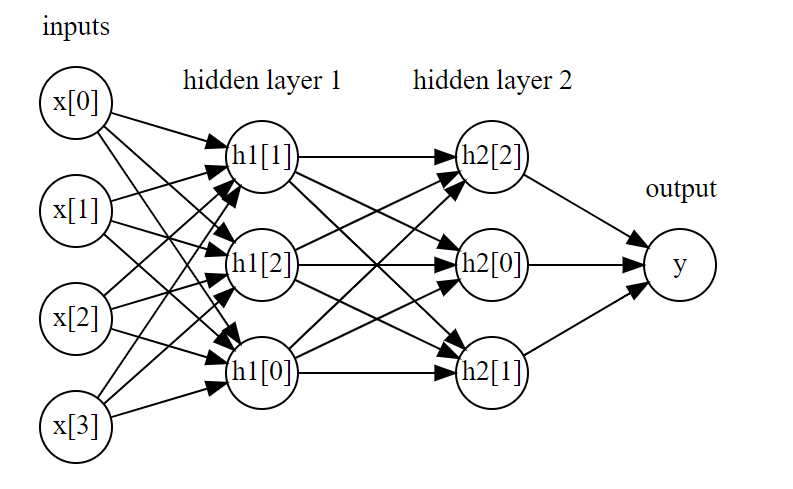 inputs
x[0]
x[1]
x[2]
x[3]
hidden layer 1
h1[1]
h1[2]
h1[0]
hidden layer 2
h2[2]
h2[0]
h2[1]
output
y